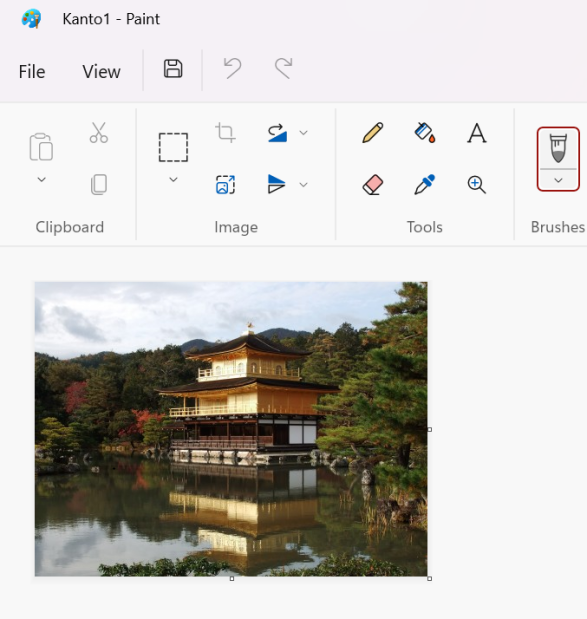 Kanto1 - Paint
File View
Clipboard Image Tools Brushes